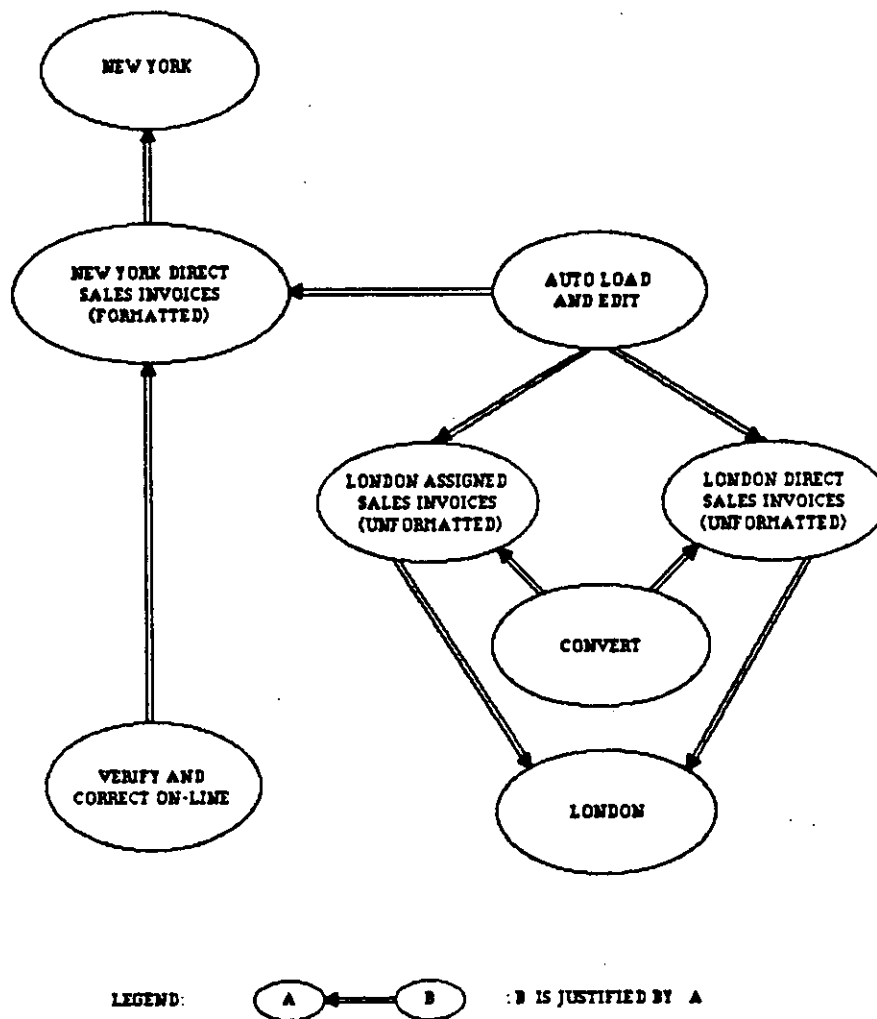 NEW YORK
NEW YORK DIRECT
SALES INVOICES
(FORMATTED)
AUTO LOAD
AND EDIT
LONDON ASSIGNED
SALES INVOICES
(UNFORMATTED)
LONDON DIRECT
SALES INVOICES
(UNFORMATTED)
CONVERT
VERIFY AND
CORRECT ON-LINE
LONDON
LEGEND: A B : B IS JUSTIFIED BY A